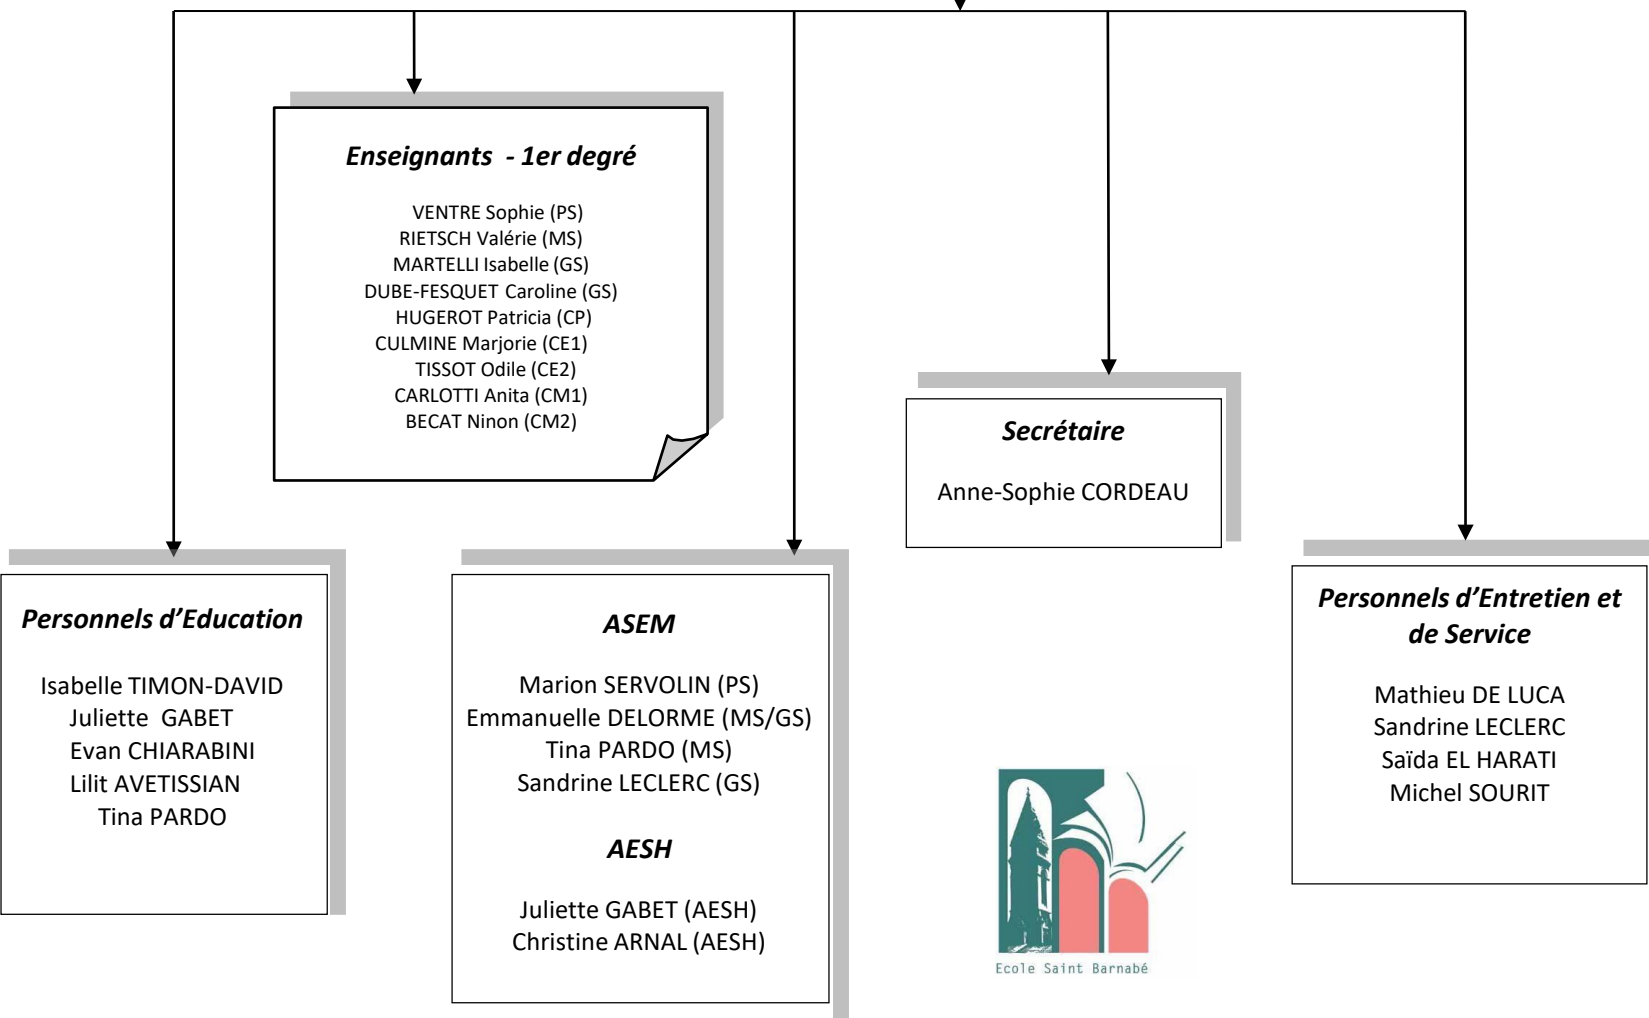 Enseignants - 1er degré
VENTRE Sophie (PS)
RIETSCH Valérie (MS)
MARTELLI Isabelle (GS)
DUBE-FESQUET Caroline (GS)
HUGEROT Patricia (CP)
CULMINE Marjorie (CE1)
TISSOT Odile (CE2)
CARLOTTI Anita (CM1)
BECAT Ninon (CM2)
Secrétaire
Anne-Sophie CORDEAU
Personnels d’Education
Isabelle TIMON-DAVID
Juliette GABET
Evan CHIARABINI
Lilit AVETISSIAN
Tina PARDO
ASEM
Marion SERVOLIN (PS)
Emmanuelle DELORME (MS/GS)
Tina PARDO (MS)
Sandrine LECLERC (GS)
AESH
Juliette GABET (AESH)
Christine ARNAL (AESH)
Personnels d’Entretien et
de Service
Mathieu DE LUCA
Sandrine LECLERC
Saïda EL HARATI
Michel SOURIT
Ecole Saint Barnabé